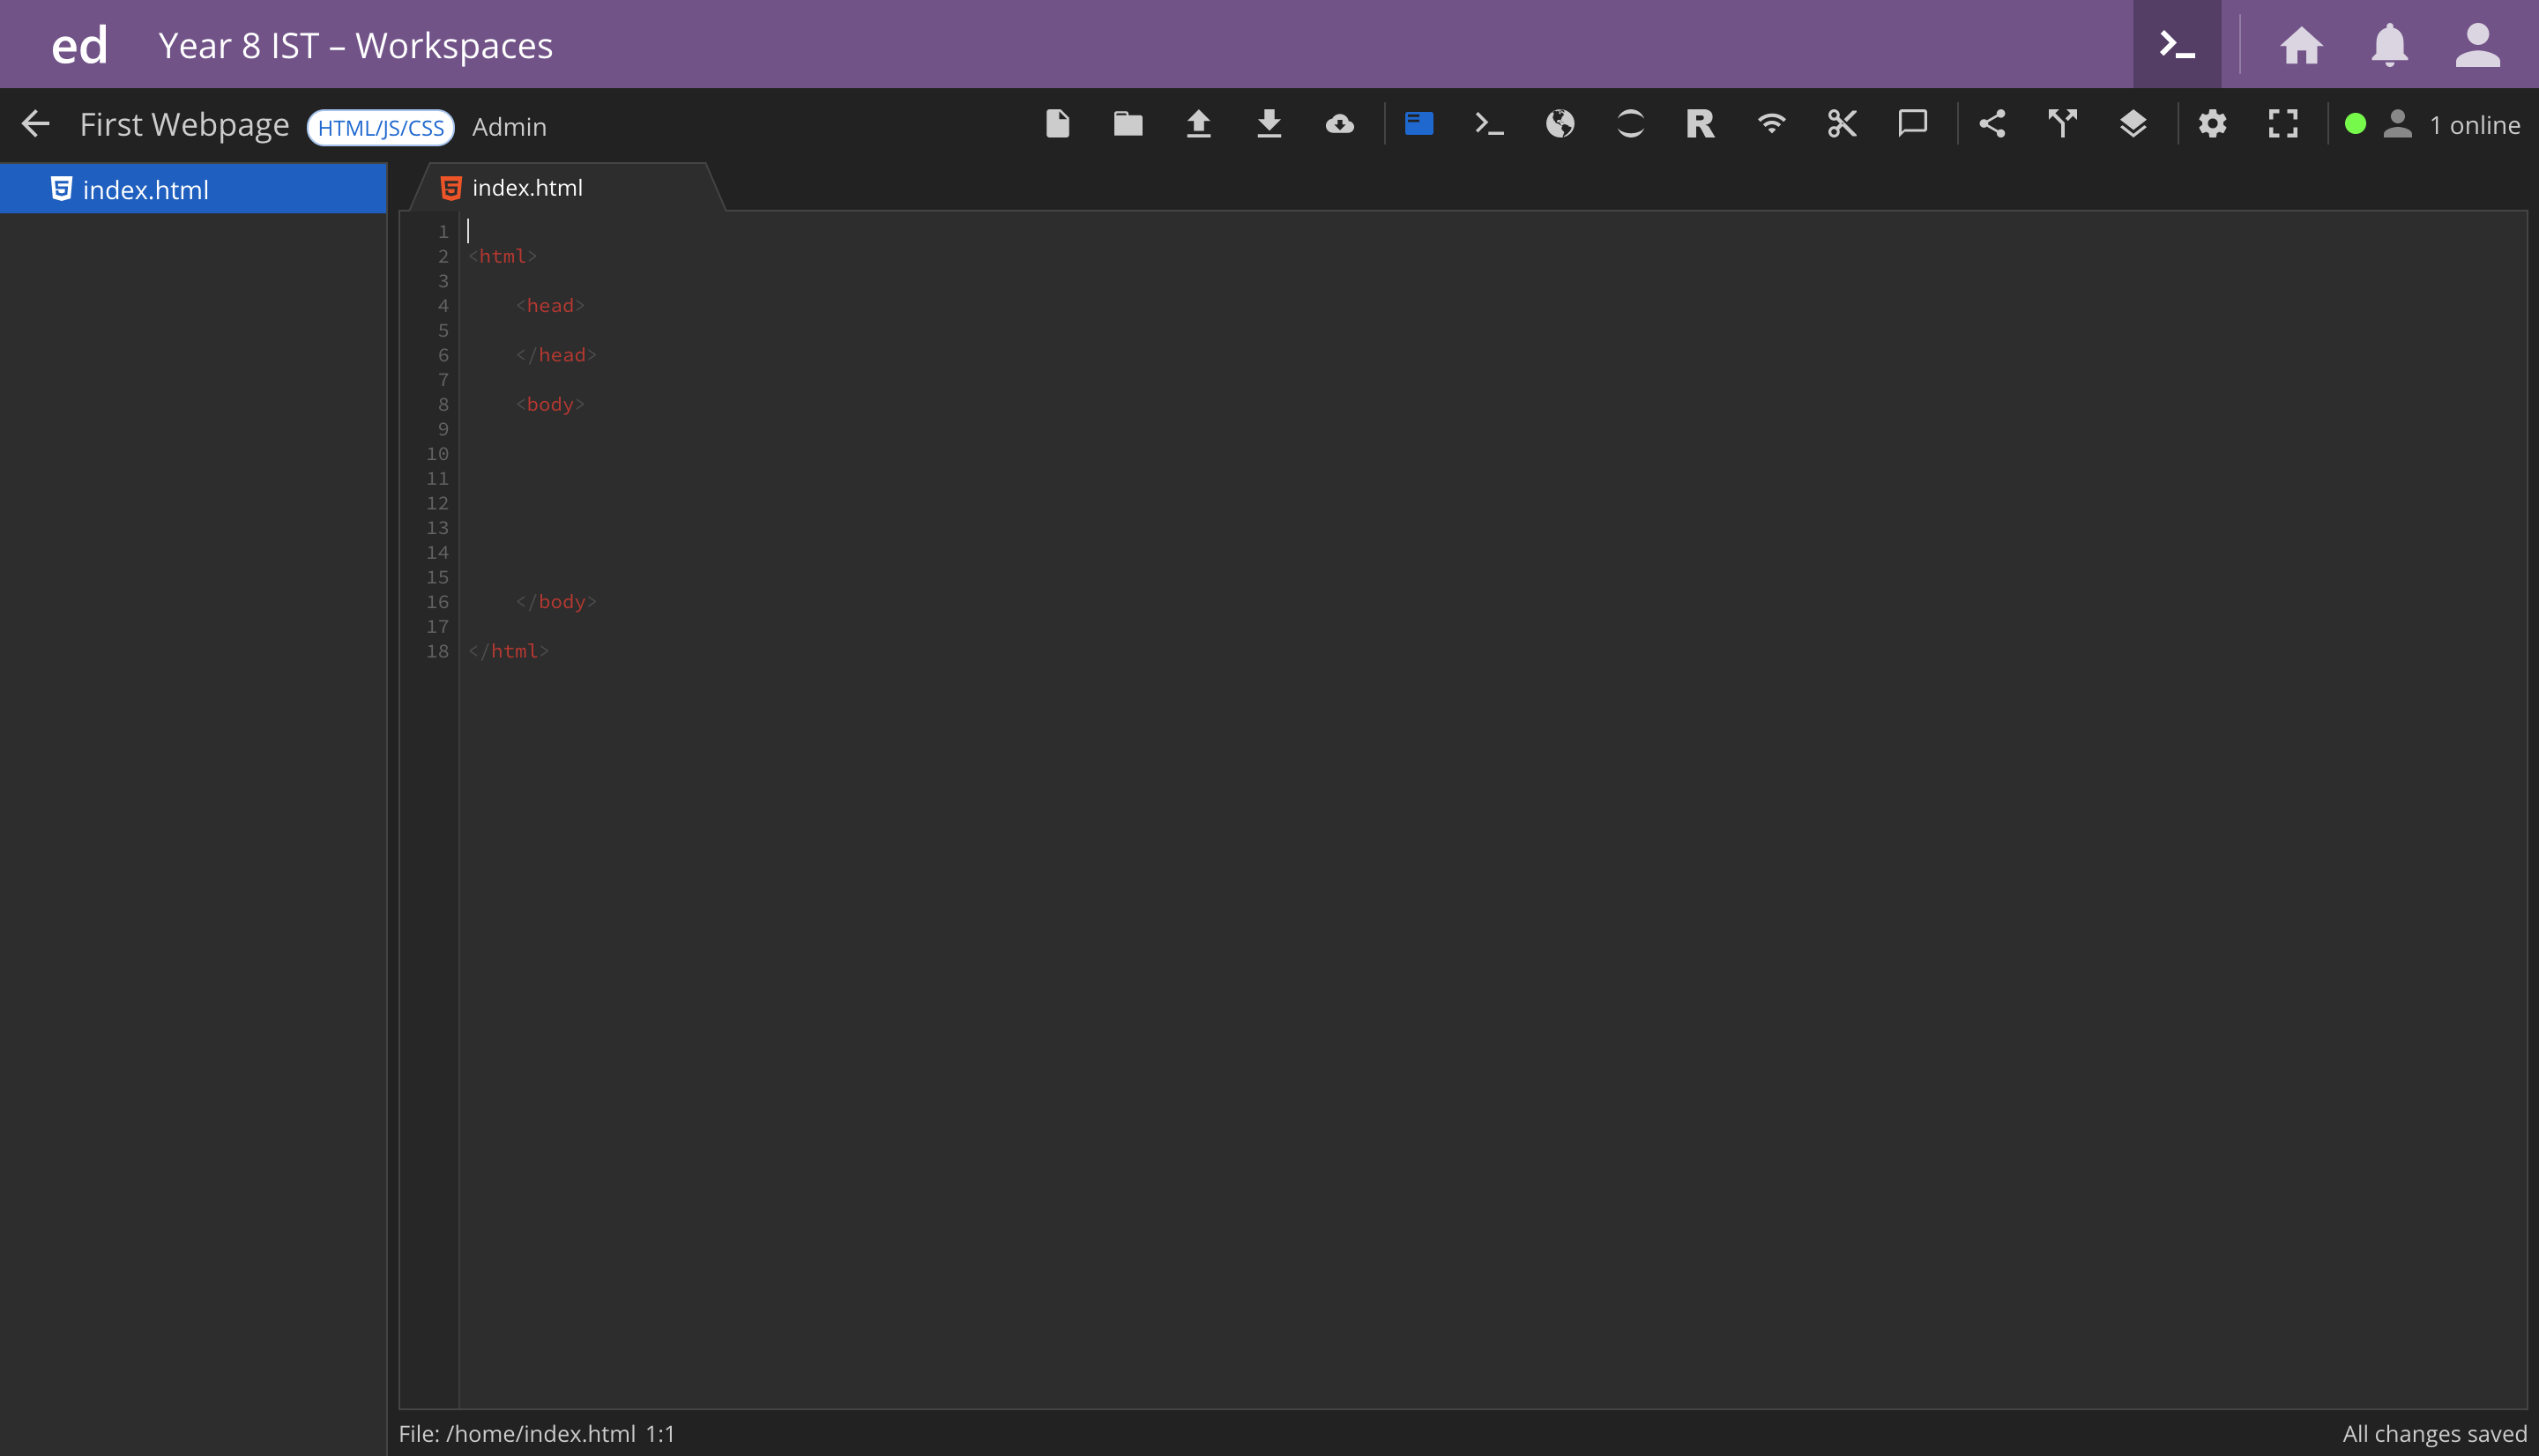 ed Year 8 IST – Workspaces
First Webpage HTML/JS/CSS Admin R 1 online
index.html index.html
1
2 <html>
3
4 <head>
5
6 </head>
7
8 <body>
9
10
11
12
13
14
15
16 </body>
17
18 </html>
File: /home/index.html 1:1 All changes saved